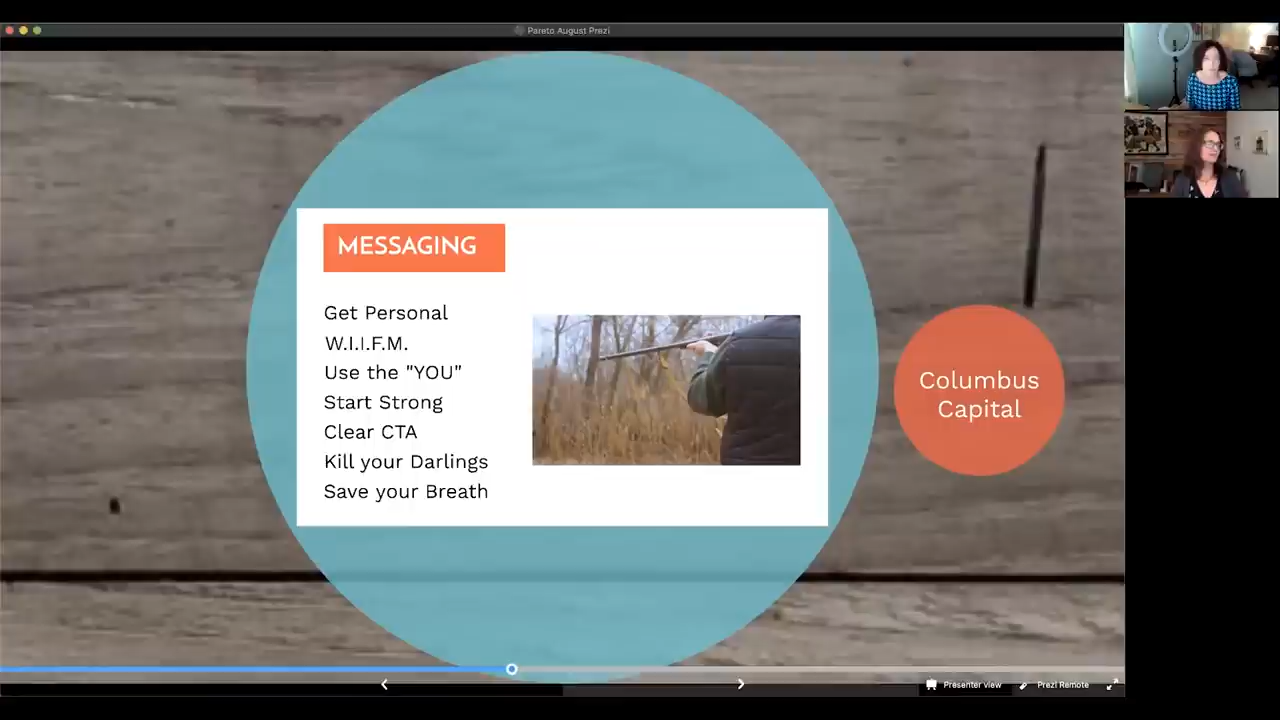 Pareto August Prezi
MESSAGING
Get Personal
W.I.I.F.M.
Use the "YOU"
Start Strong
Clear CTA
Kill your Darlings
Save your Breath
Columbus
Capital
Presenter view
Prezi Remote